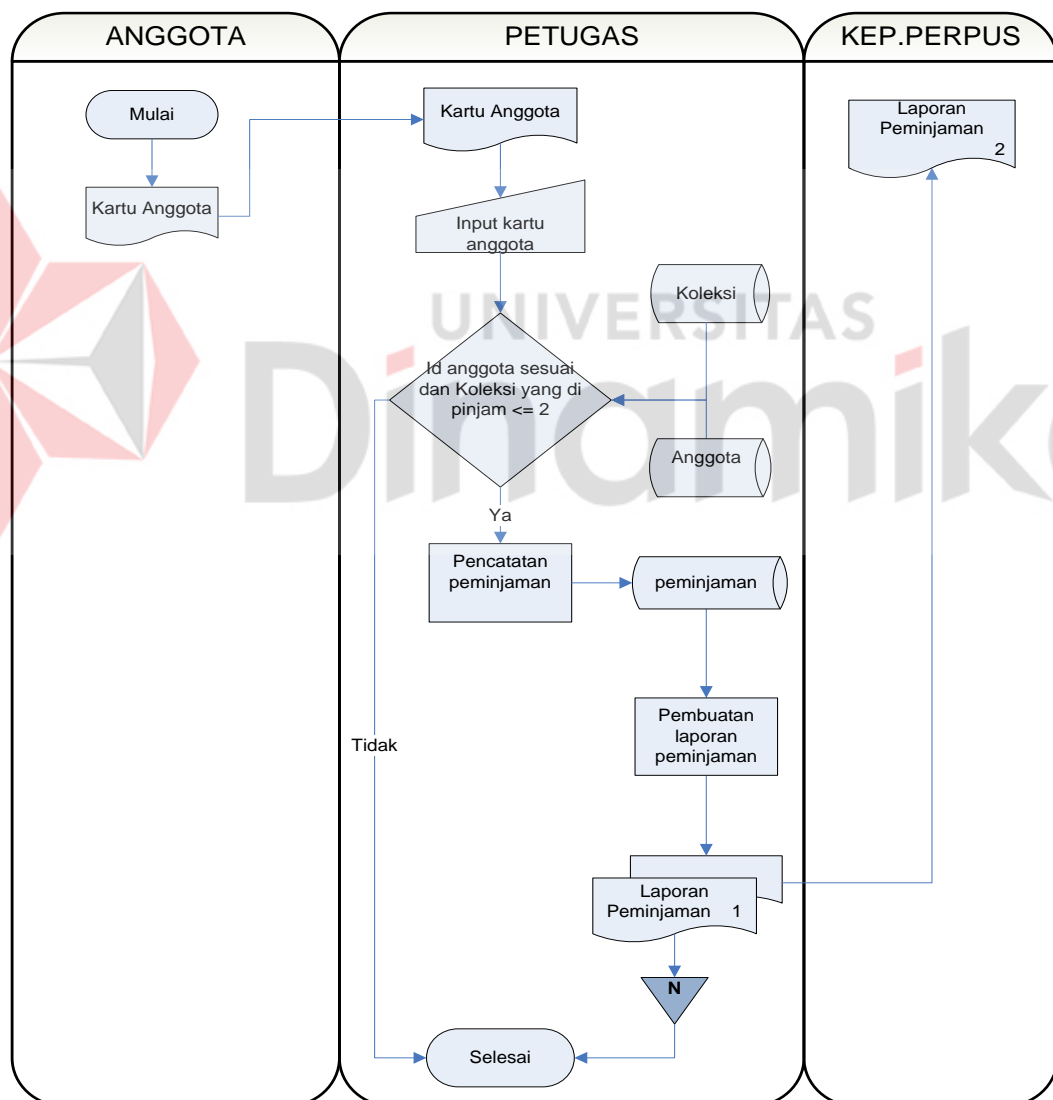 ANGGOTA
PETUGAS
KEP.PERPUS
Mulai
Kartu Anggota
Kartu Anggota
Input kartu
anggota
Koleksi
Id anggota sesuai
dan Koleksi yang di
pinjam <= 2
Anggota
Ya
Pencatatan
peminjaman
peminjaman
Tidak
Pembuatan
laporan
peminjaman
Laporan
Peminjaman 1
N
Selesai
Laporan
Peminjaman
2
UNIVERSITAS
Dinamika